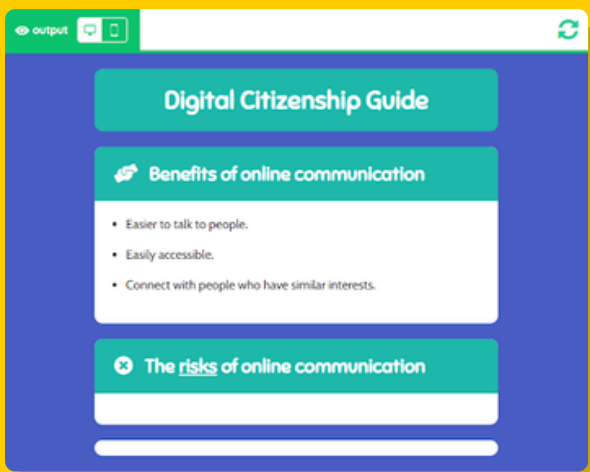 output
Digital Citizenship Guide
Benefits of online communication
• Easier to talk to people.
• Easily accessible.
• Connect with people who have similar interests.
The risks of online communication